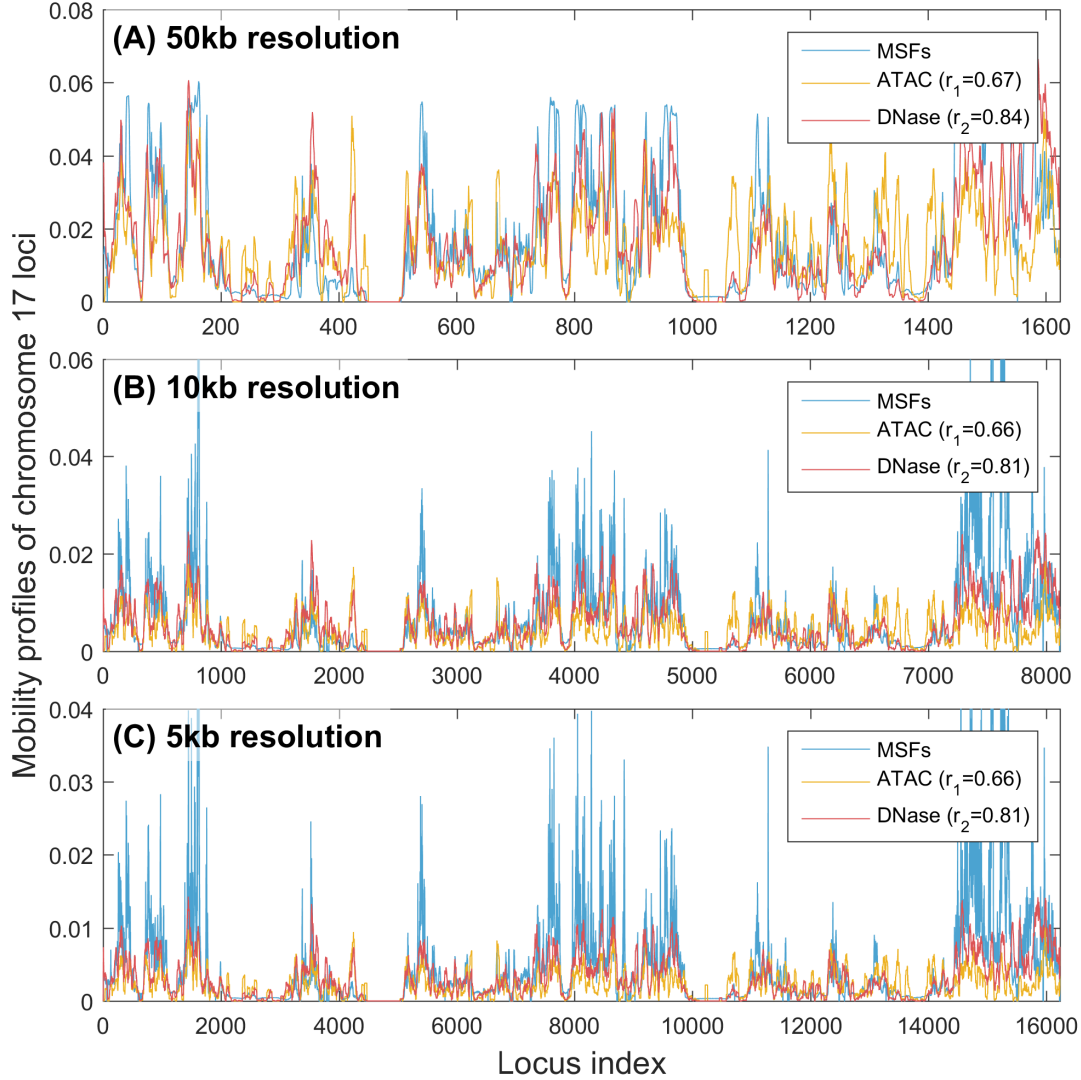 Mobility profiles of chromosome 17 loci
(A) 50kb resolution
MSFs
ATAC (r1=0.67)
DNase (r2=0.84)
0.08
0.06
0.04
0.02
0
0 200 400 600 800 1000 1200 1400 1600
(B) 10kb resolution
MSFs
ATAC (r1=0.66)
DNase (r2=0.81)
0.06
0.04
0.02
0
0 1000 2000 3000 4000 5000 6000 7000 8000
(C) 5kb resolution
MSFs
ATAC (r1=0.66)
DNase (r2=0.81)
0.04
0.03
0.02
0.01
0
0 2000 4000 6000 8000 10000 12000 14000 16000
Locus index